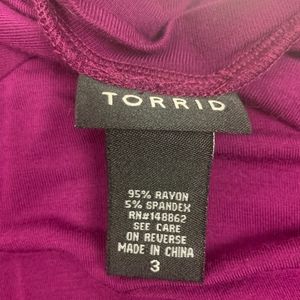 TORRID
95% RAYON
5% SPANDEX
RN#148862
SEE CARE
ON REVERSE
MADE IN CHINA
3